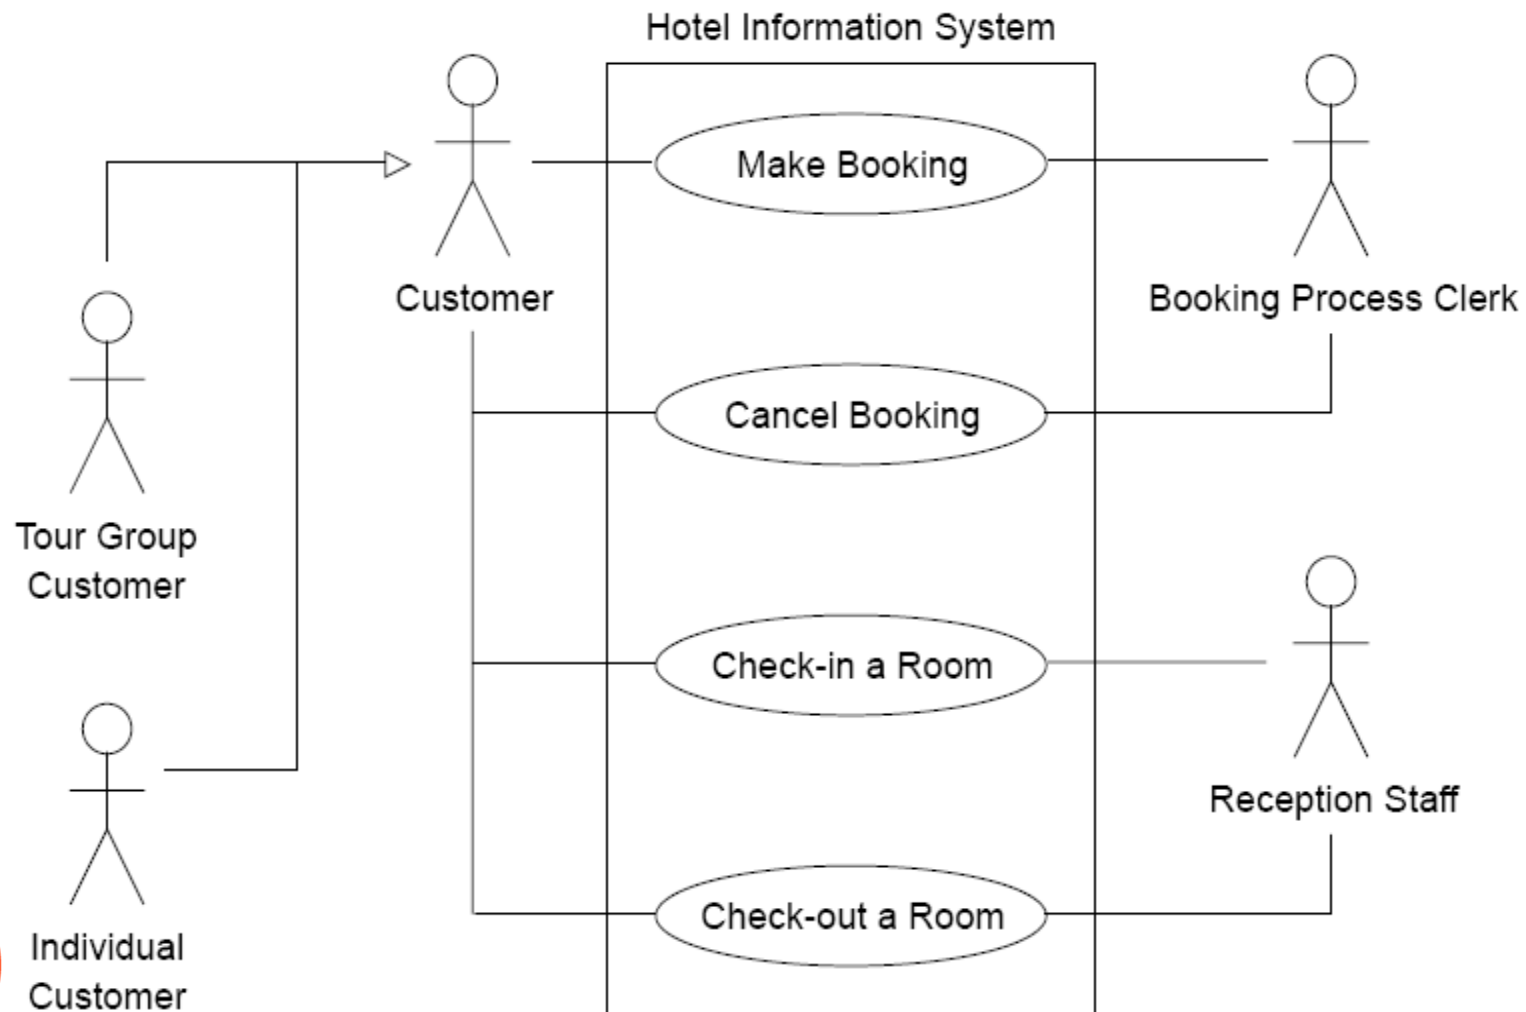 Hotel Information System
Make Booking
Customer
Booking Process Clerk
Cancel Booking
Tour Group
Customer
Check-in a Room
Reception Staff
Check-out a Room
Individual
Customer